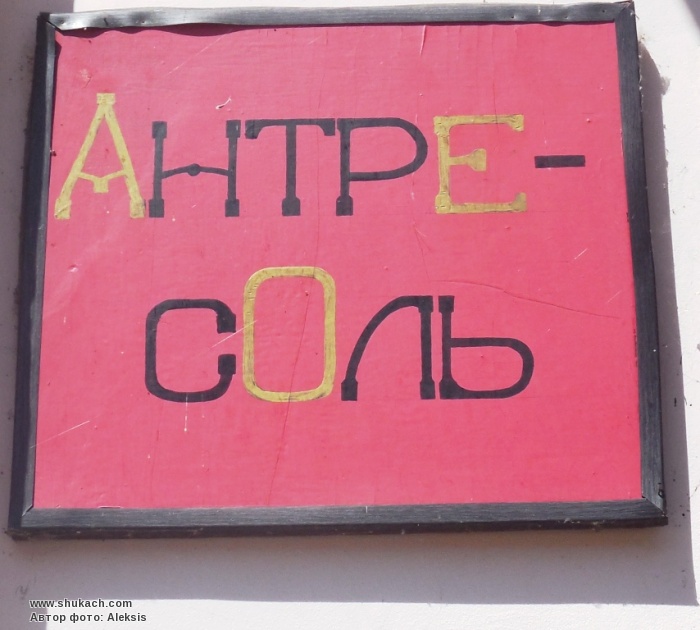 АНТРЕ-
СОЛЬ
www.shukach.com
Автор фото: Aleksis